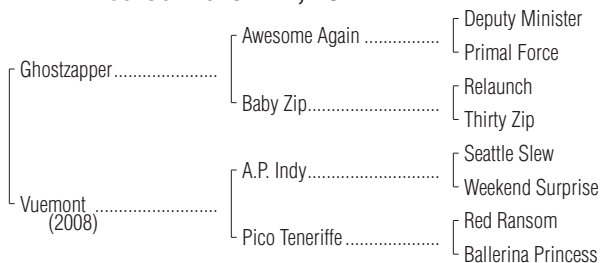 Deputy Minister
Awesome Again ................
Primal Force
Ghostzapper.......................
Relaunch
Baby Zip.............................
Thirty Zip
Seattle Slew
A.P. Indy.............................
Weekend Surprise
Vuemont ...........................
(2008)
Red Ransom
Pico Teneriffe.....................
Ballerina Princess